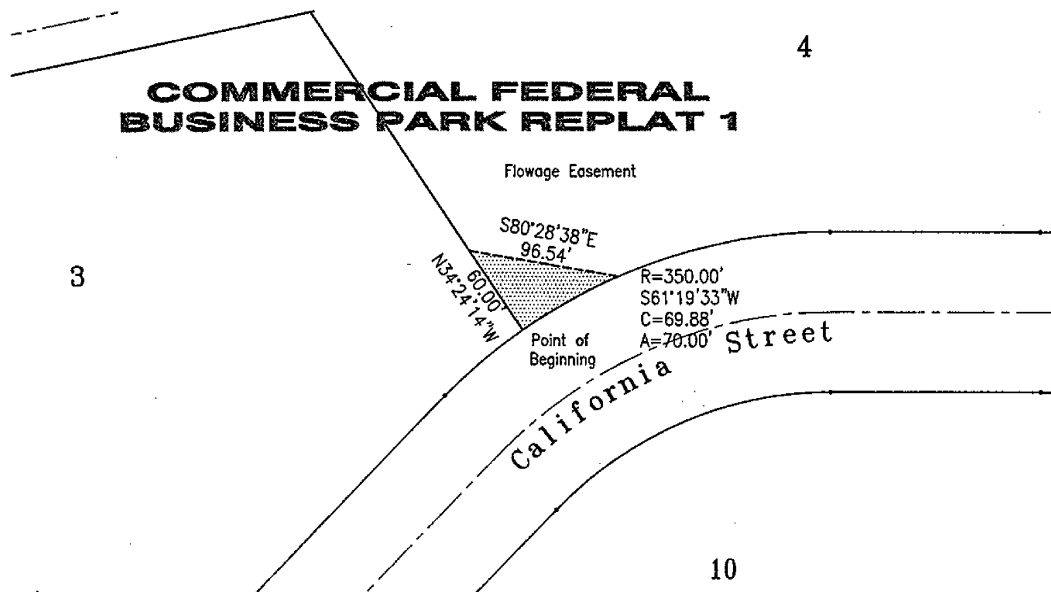 4
COMMERCIAL FEDERAL
BUSINESS PARK REPLAT 1
Flowage Easement
S80°28'38"E
96.54'
3
60.00'
N34°24'14"W
R=350.00'
S61°19'33"W
C=69.88'
A=70.00'
Point of
Beginning
California Street
10